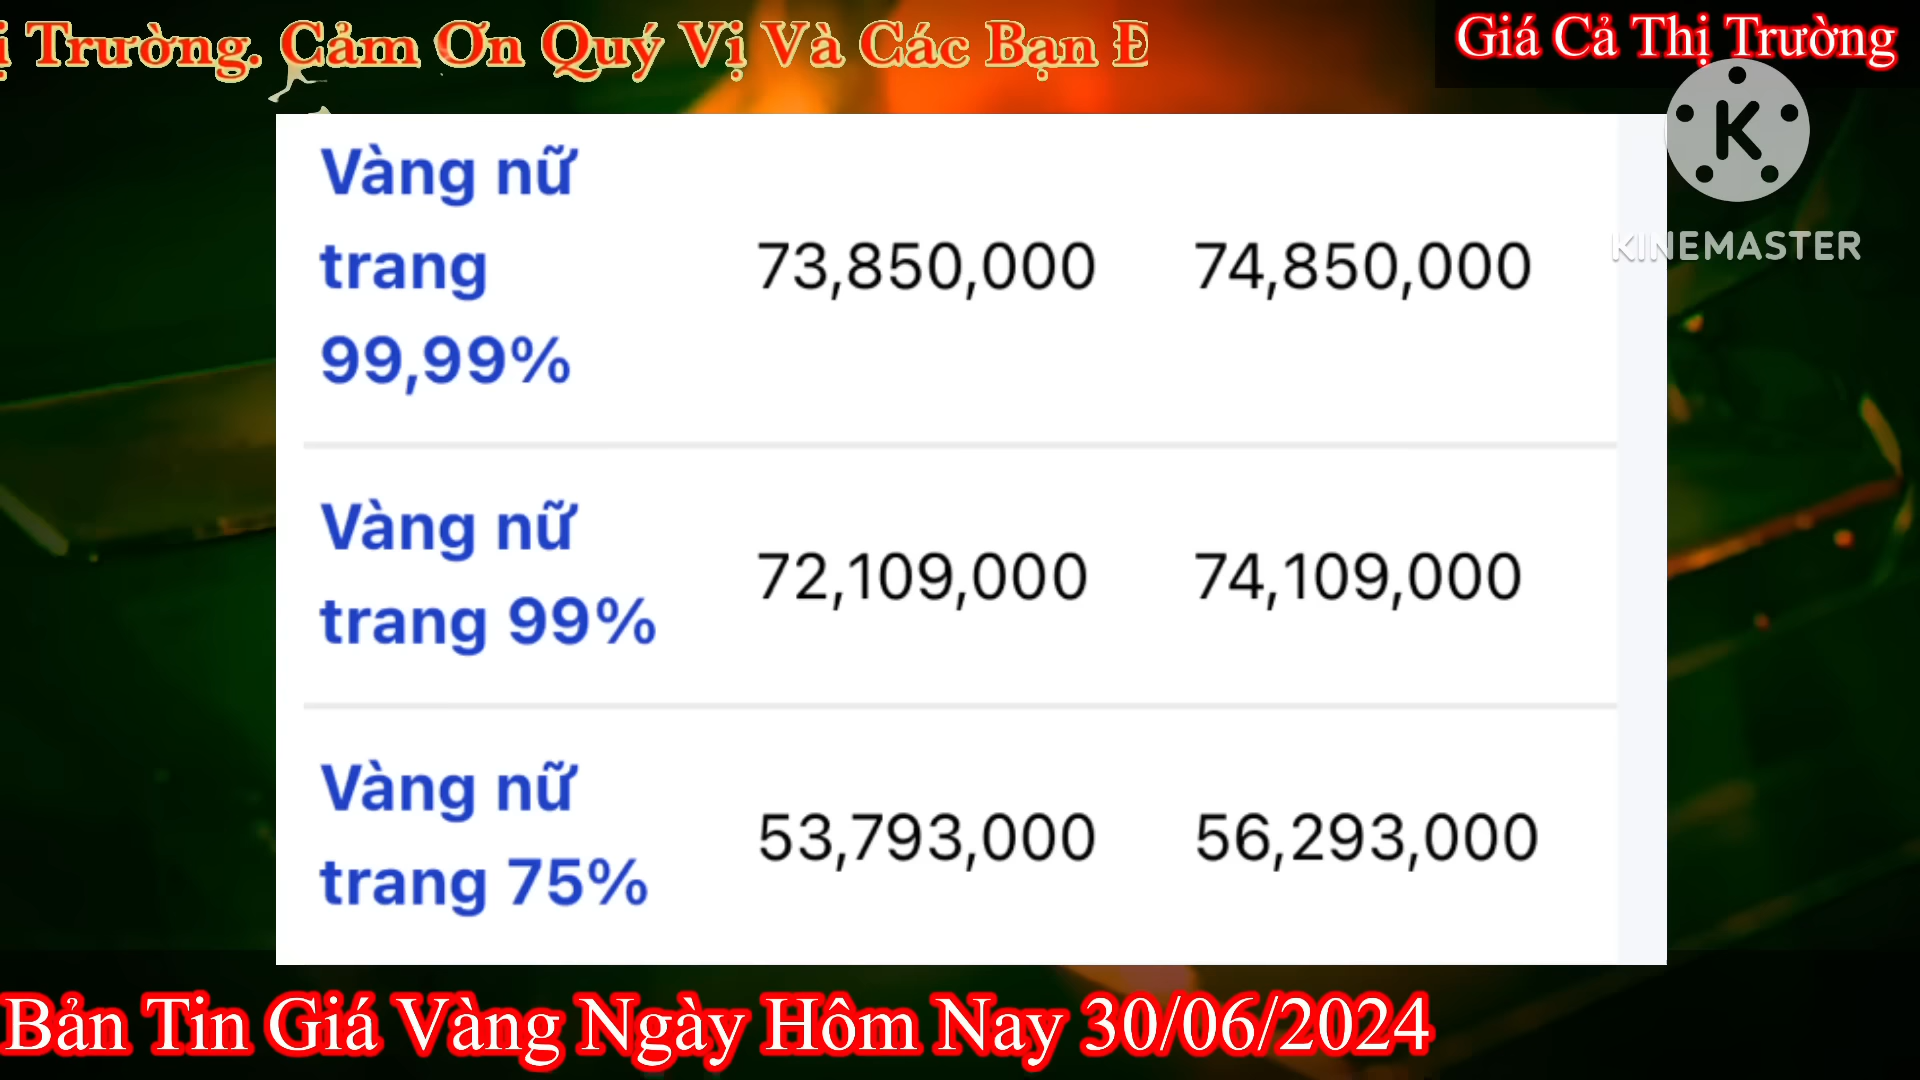 ị Trường. Cảm Ơn Quý Vị Và Các Bạn Đ
Giá Cả Thị Trường
K
KINEMASTER
Vàng nữ
trang
99,99%
73,850,000
74,850,000
Vàng nữ
trang 99%
72,109,000
74,109,000
Vàng nữ
trang 75%
53,793,000
56,293,000
Bản Tin Giá Vàng Ngày Hôm Nay 30/06/2024